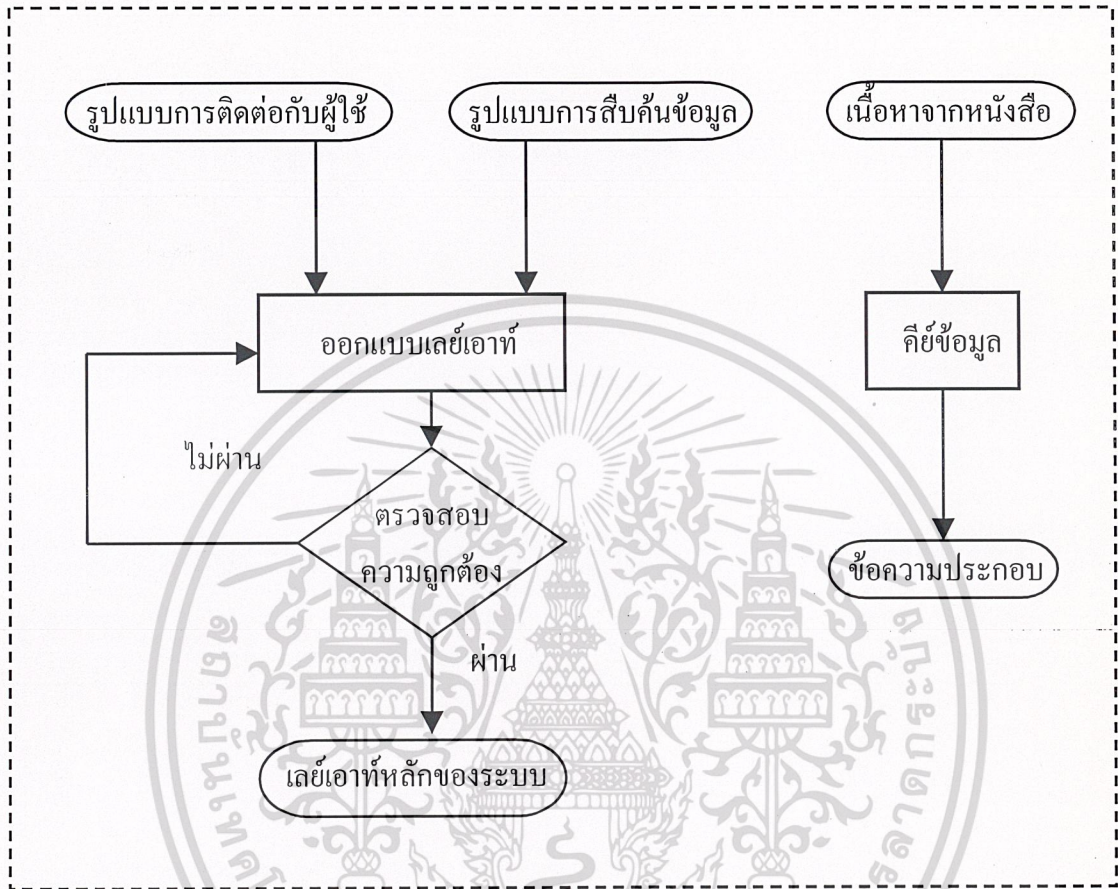 รูปแบบการติดต่อกับผู้ใช้
รูปแบบการสืบค้นข้อมูล
เนื้อหาจากหนังสือ
ออกแบบเลย์เอาท์
คีย์ข้อมูล
ไม่ผ่าน
ตรวจสอบ
ความถูกต้อง
ข้อความประกอบ
ผ่าน
เลย์เอาท์หลักของระบบ